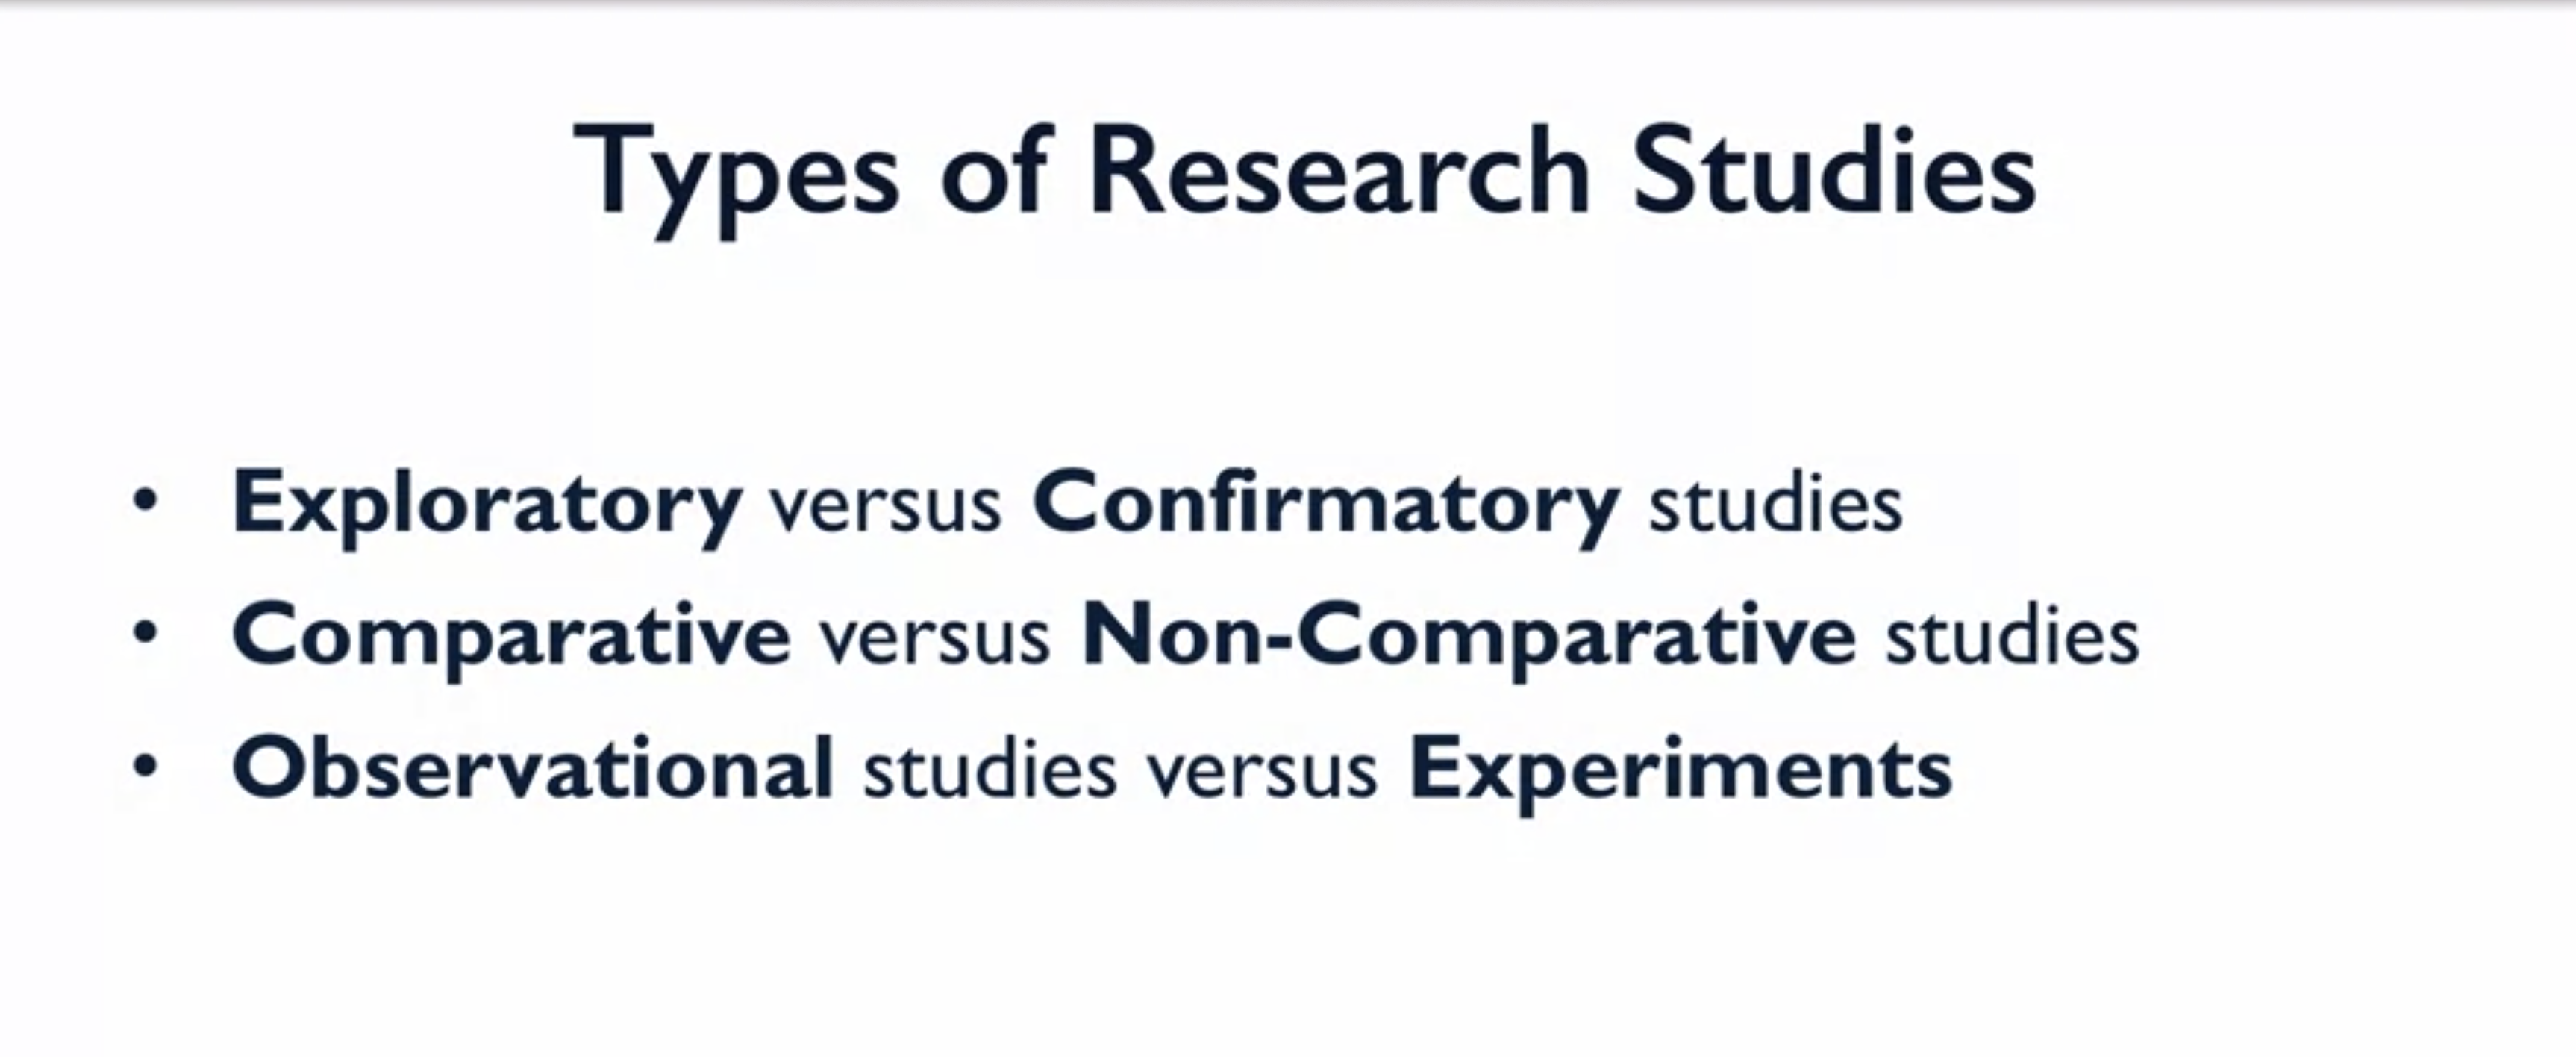 Types of Research Studies
• Exploratory versus Confirmatory studies
• Comparative versus Non-Comparative studies
• Observational studies versus Experiments